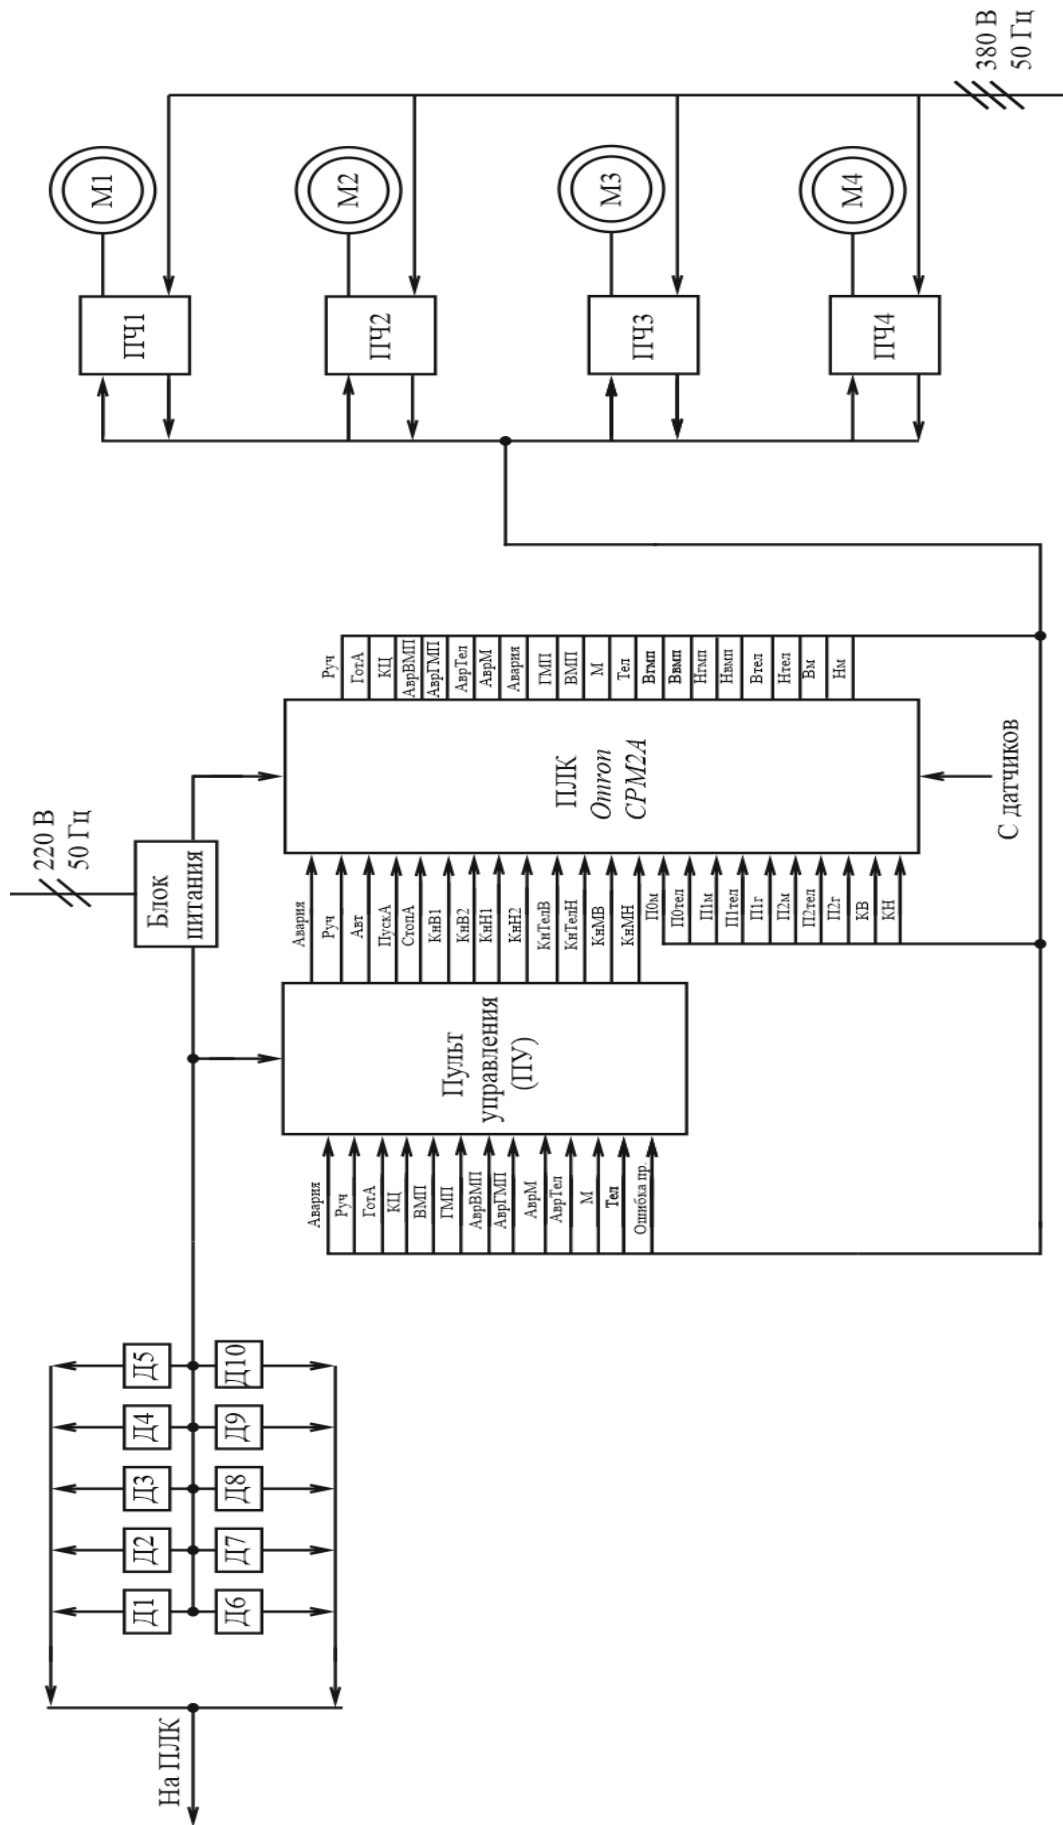 На ПЛК
Д1
Д2
Д3
Д4
Д5
Д6
Д7
Д8
Д9
Д10
220 В
50 Гц
Блок
питания
Авария
Руч
ГотА
КЦ
ВМП
ГМП
АврВМП
АврГМП
АврМ
АврТел
М
Тел
Ошибка пр.
Пульт
управления
(ПУ)
Авария
Руч
Авт
ПускА
СтопА
КнВ1
КнВ2
КнН1
КнН2
КнТелВ
КнТелН
КнМВ
КнМН
П0м
П0тел
П1м
П1тел
П1г
П2м
П2тел
П2г
КВ
КН
ПЛК
Omron
CPM2A
С датчиков
Руч
ГотА
КЦ
АврВМП
АврГМП
АврТел
АврМ
Авария
ГМП
ВМП
М
Тел
Вгмп
Ввмп
Нгмп
Нвмп
Втел
Нтел
Вм
Нм
ПЧ1
ПЧ2
ПЧ3
ПЧ4
М1
М2
М3
М4
380 В
50 Гц